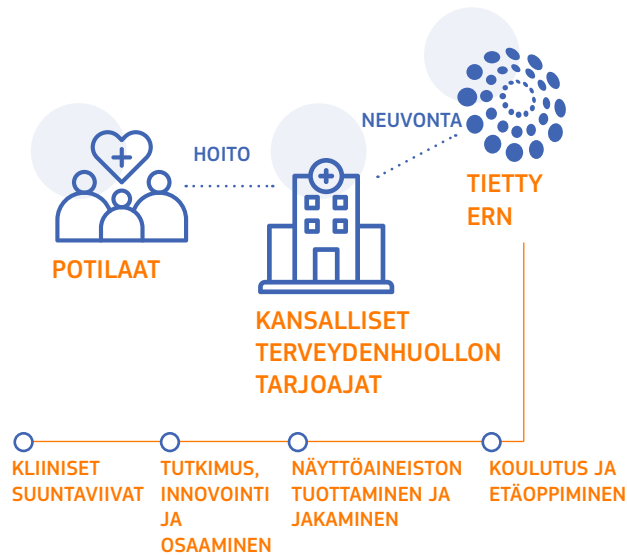 NEUVONTA
HOITO
TIETTY
ERN
POTILAAT
KANSALLISET
TERVEYDENHUOLLON
TARJOAJAT
KLIINISET
SUUNTAVIIVAT
TUTKIMUS,
INNOVOINTI
JA
OSAAMINEN
NÄYTTÖAINEISTON
TUOTTAMINEN JA
JAKAMINEN
KOULUTUS JA
ETÄOPPIMINEN